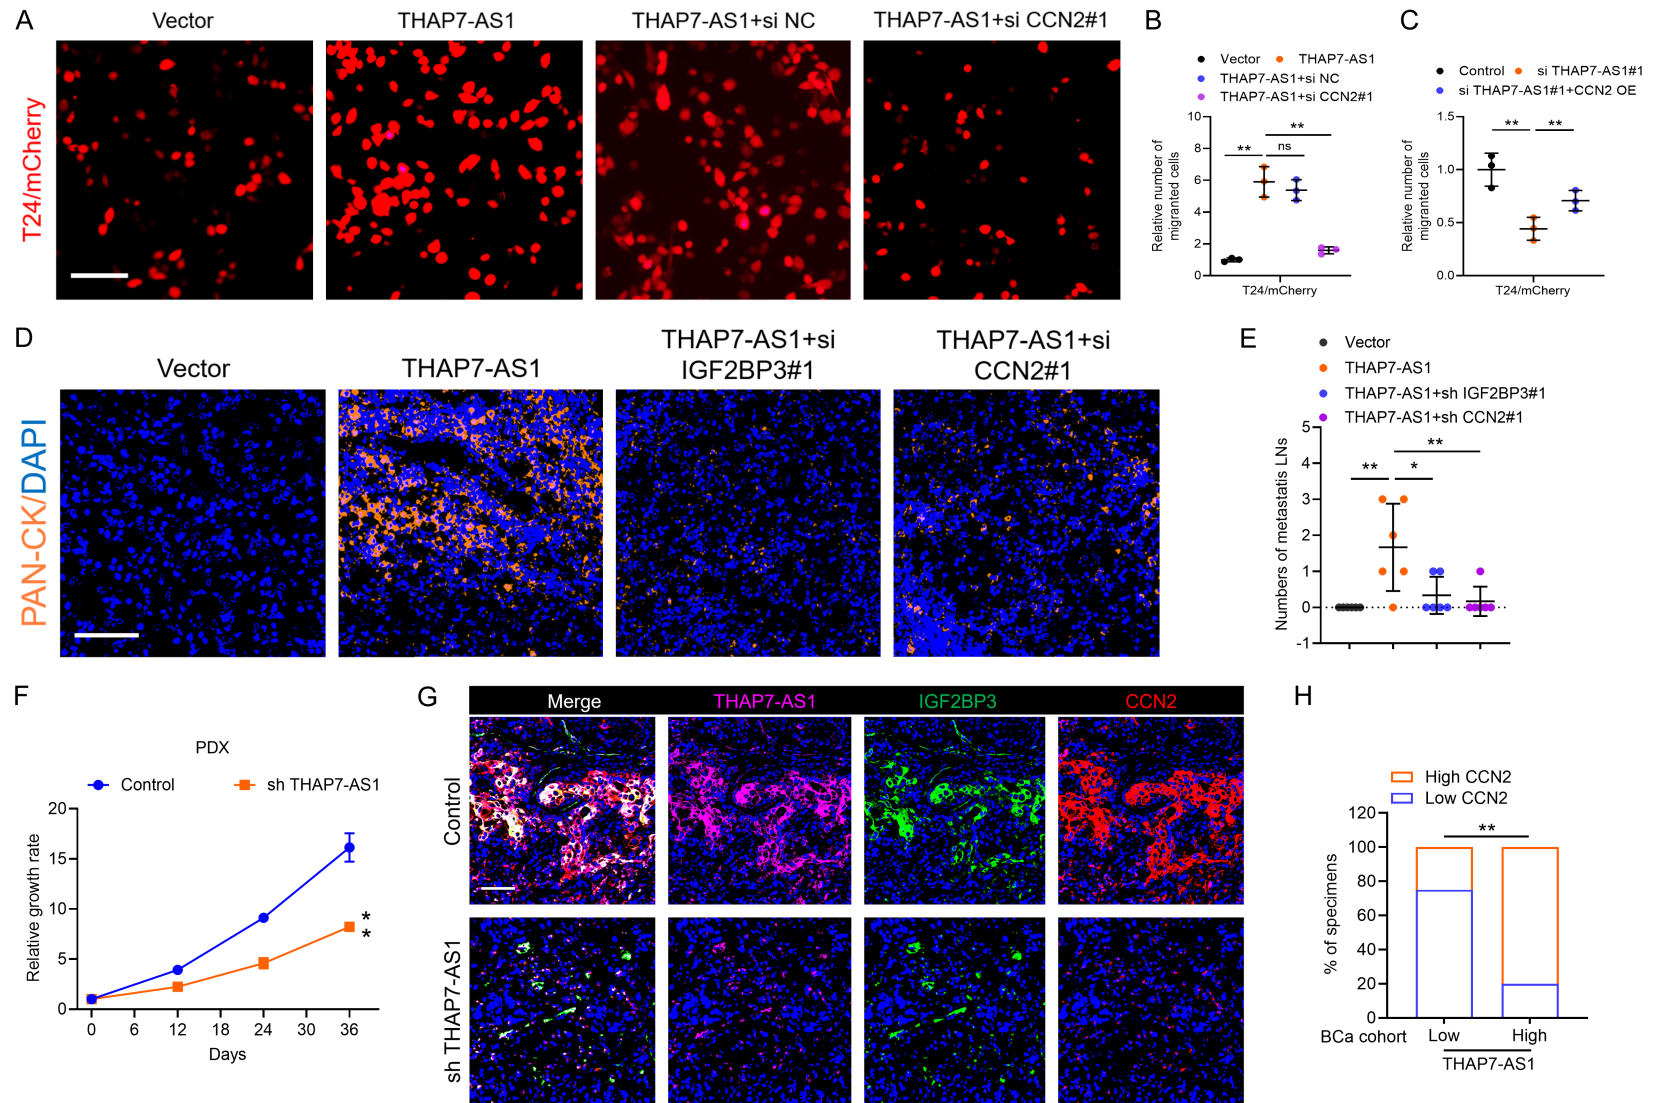 A
Vector
THAP7-AS1
THAP7-AS1+si NC
THAP7-AS1+si CCN2#1
T24/mCherry
B
Vector
THAP7-AS1
THAP7-AS1+si NC
THAP7-AS1+si CCN2#1
Relative number of
migranted cells
10
8
6
4
2
0
**
ns
**
T24/mCherry
C
Control
si THAP7-AS1#1
si THAP7-AS1#1+CCN2 OE
Relative number of
migranted cells
1.5
1.0
0.5
0.0
**
**
T24/mCherry
D
Vector
THAP7-AS1
THAP7-AS1+si
IGF2BP3#1
THAP7-AS1+si
CCN2#1
PAN-CK/DAPI
E
Vector
THAP7-AS1
THAP7-AS1+sh IGF2BP3#1
THAP7-AS1+sh CCN2#1
Numbers of metastatis LNs
5
4
3
2
1
0
-1
**
*
**
F
PDX
Control
sh THAP7-AS1
Relative growth rate
20
15
10
5
0
*
*
0 6 12 18 24 30 36
Days
G
Merge
THAP7-AS1
IGF2BP3
CCN2
Control
sh THAP7-AS1
H
High CCN2
Low CCN2
% of specimens
120
100
80
60
40
20
0
**
BCa cohort
Low
High
THAP7-AS1